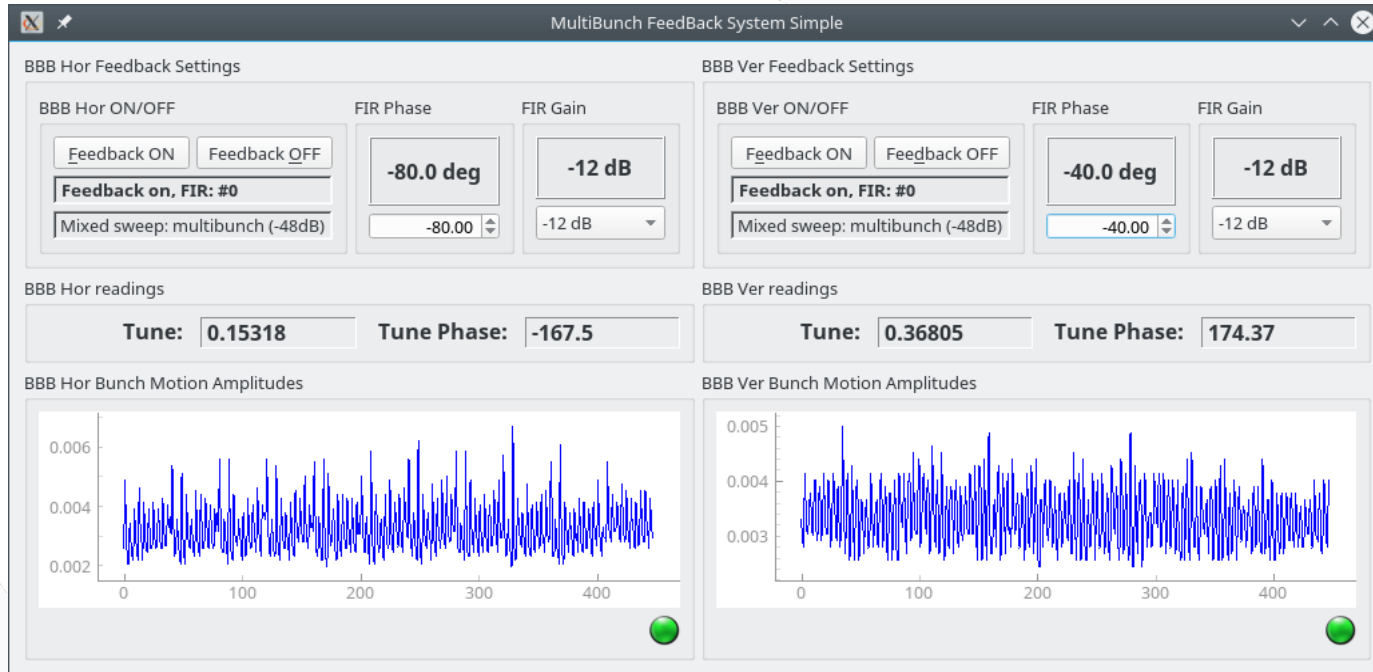 MultiBunch FeedBack System Simple
BBB Hor Feedback Settings
BBB Hor ON/OFF
FIR Phase
FIR Gain
Feedback ON
Feedback OFF
Feedback on, FIR: #0
Mixed sweep: multibunch (-48dB)
-80.0 deg
-80.00
-12 dB
-12 dB
BBB Ver Feedback Settings
BBB Ver ON/OFF
FIR Phase
FIR Gain
Feedback ON
Feedback OFF
Feedback on, FIR: #0
Mixed sweep: multibunch (-48dB)
-40.0 deg
-40.00
-12 dB
-12 dB
BBB Hor readings
Tune: 0.15318 Tune Phase: -167.5
BBB Ver readings
Tune: 0.36805 Tune Phase: 174.37
BBB Hor Bunch Motion Amplitudes
0.006
0.004
0.002
0 100 200 300 400
BBB Ver Bunch Motion Amplitudes
0.005
0.004
0.003
0 100 200 300 400